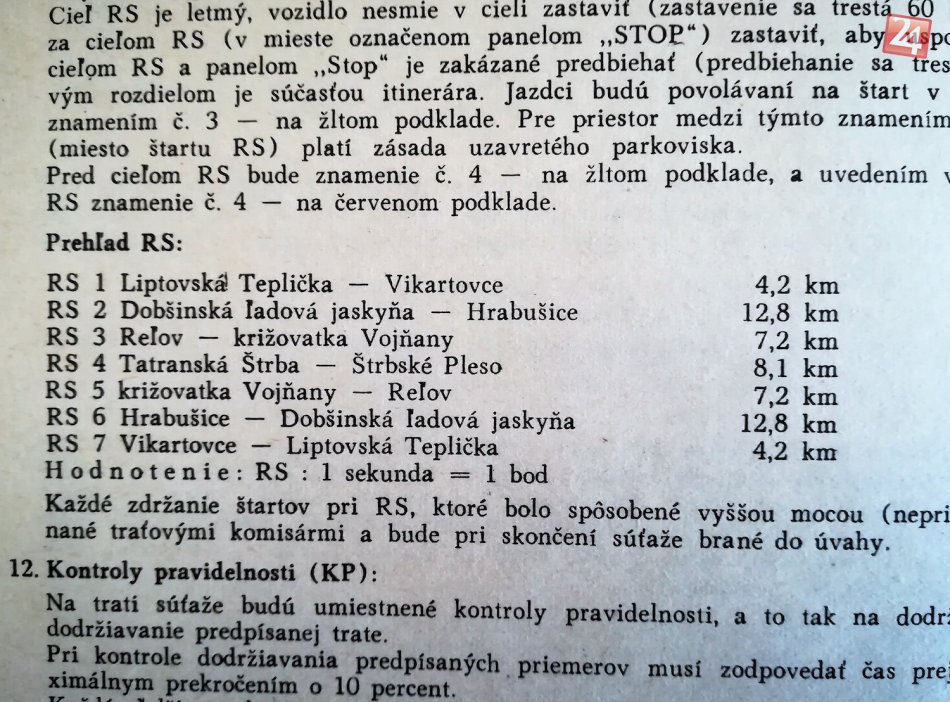 Cieľ RS je letmý, vozidlo nesmie v cieli zastaviť (zastavenie sa trestá 60
za cieľom RS (v mieste označenom panelom ,,STOP“) zastaviť, aby
cieľom RS a panelom ,,Stop“ je zakázané predbiehať (predbiehanie sa tres
vým rozdielom je súčasťou itinerára. Jazdci budú povolávaní na štart v
znamením č. 3 — na žltom podklade. Pre priestor medzi týmto znamením
(miesto štartu RS) platí zásada uzavretého parkoviska.
Pred cieľom RS bude znamenie č. 4 — na žltom podklade, a uvedením v
RS znamenie č. 4 — na červenom podklade.
Prehľad RS:
RS 1 Liptovská Teplička — Vikartovce 4,2 km
RS 2 Dobšinská ľadová jaskyňa — Hrabušice 12,8 km
RS 3 Reľov — križovatka Vojňany 7,2 km
RS 4 Tatranská Štrba — Štrbské Pleso 8,1 km
RS 5 križovatka Vojňany — Reľov 7,2 km
RS 6 Hrabušice — Dobšinská ľadová jaskyňa 12,8 km
RS 7 Vikartovce — Liptovská Teplička 4,2 km
Hodnotenie: RS : 1 sekunda = 1 bod
Každé zdržanie štartov pri RS, ktoré bolo spôsobené vyššou mocou (nepri
nané traťovými komisármi a bude pri skončení súťaže brané do úvahy.
12. Kontroly pravidelnosti (KP):
Na trati súťaže budú umiestnené kontroly pravidelnosti, a to tak na dodrž
dodržiavanie predpísanej trate.
Pri kontrole dodržiavania predpísaných priemerov musí zodpovedať čas prej
ximálnym prekročením o 10 percent.
24